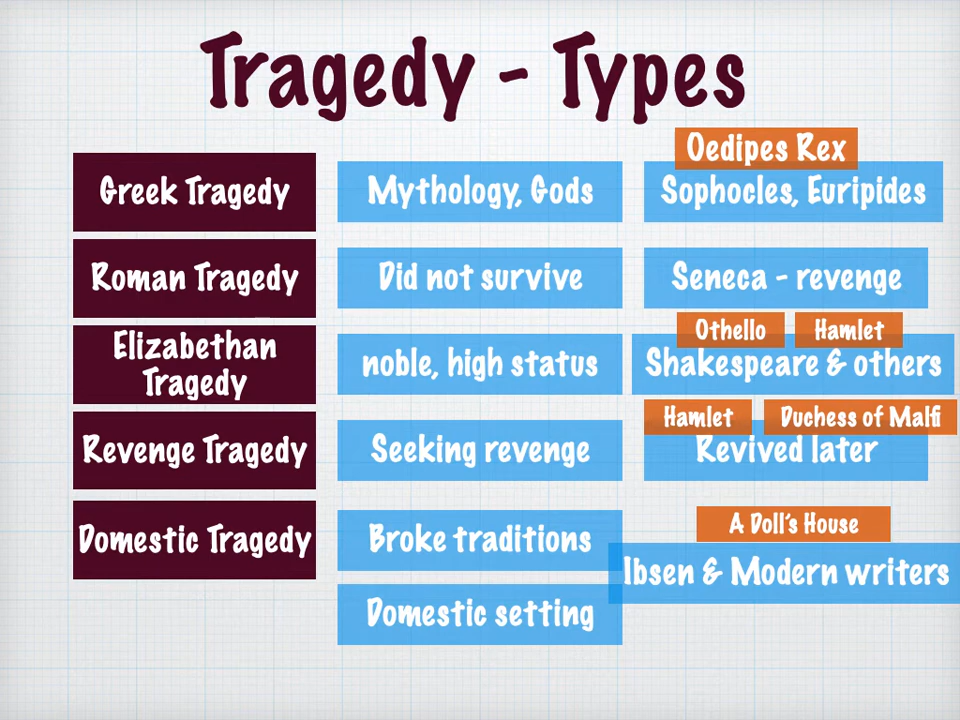 Tragedy - Types
Oedipes Rex
Greek Tragedy
Mythology, Gods
Sophocles, Euripides
Roman Tragedy
Did not survive
Seneca - revenge
Othello
Hamlet
Elizabethan
Tragedy
noble, high status
Shakespeare & others
Hamlet
Duchess of Malfi
Revenge Tragedy
Seeking revenge
Revived later
A Doll's House
Domestic Tragedy
Broke traditions
Ibsen & Modern writers
Domestic setting